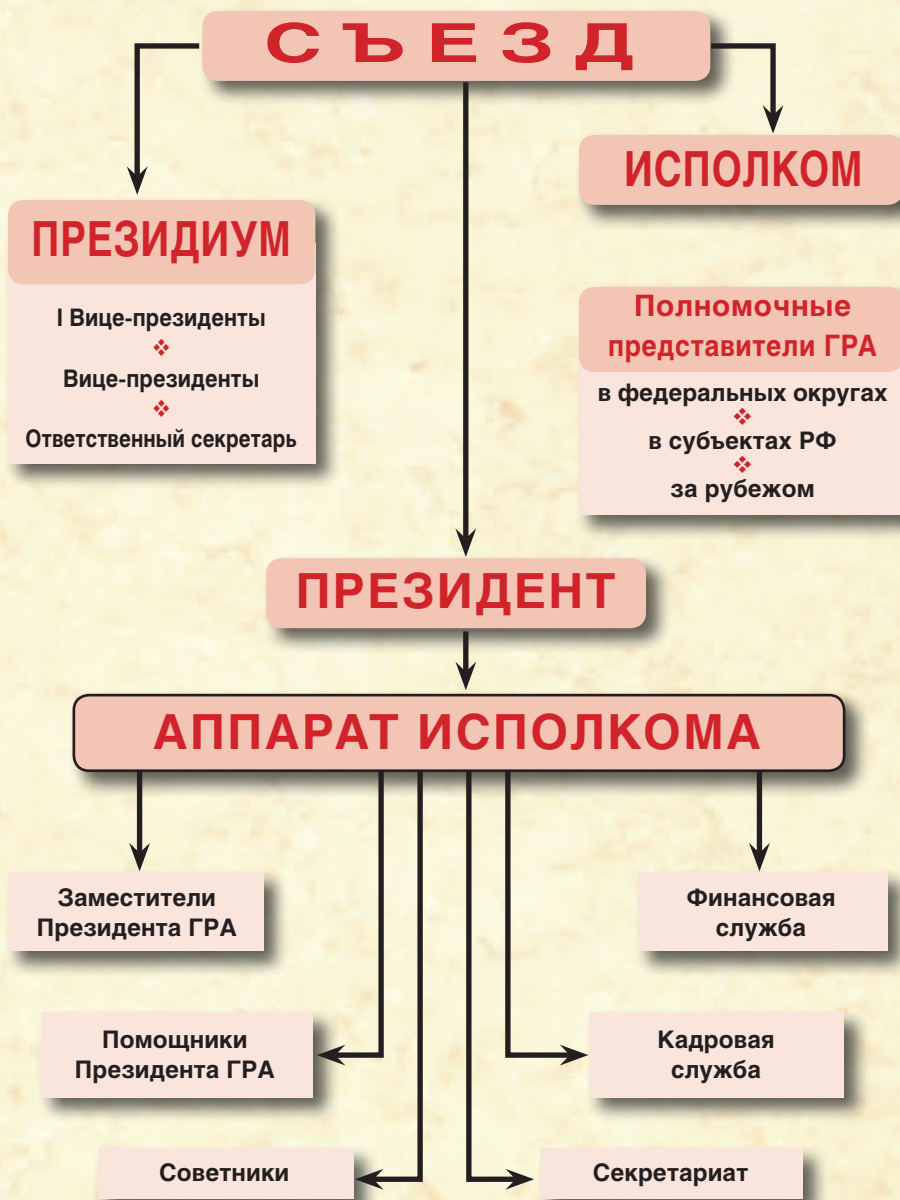 СЪЕЗД
ИСПОЛКОМ
ПРЕЗИДИУМ
I Вице-президенты
Вице-президенты
Ответственный секретарь
Полномочные
представители ГРА
в федеральных округах
в субъектах РФ
за рубежом
ПРЕЗИДЕНТ
АППАРАТ ИСПОЛКОМА
Заместители
Президента ГРА
Финансовая
служба
Помощники
Президента ГРА
Кадровая
служба
Советники
Секретариат